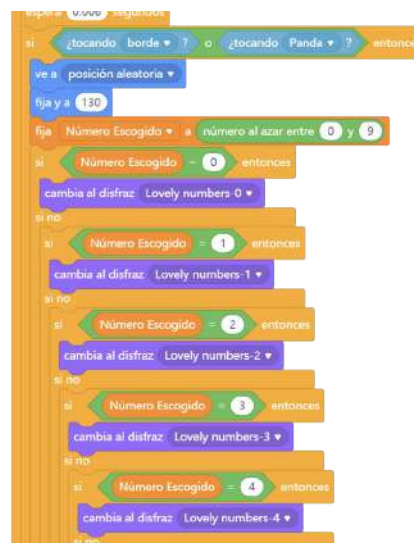 espera 0.006 segundos
si ¿tocando borde ▾ ? o ¿tocando Panda ▾ ? entonces
ve a posición aleatoria ▾
fija y a 130
fija Número Escogido ▾ a número al azar entre 0 y 9
si Número Escogido = 0 entonces
cambia al disfraz Lovely numbers-0 ▾
si no
si Número Escogido = 1 entonces
cambia al disfraz Lovely numbers-1 ▾
si no
si Número Escogido = 2 entonces
cambia al disfraz Lovely numbers-2 ▾
si no
si Número Escogido = 3 entonces
cambia al disfraz Lovely numbers-3 ▾
si no
si Número Escogido = 4 entonces
cambia al disfraz Lovely numbers-4 ▾
si no